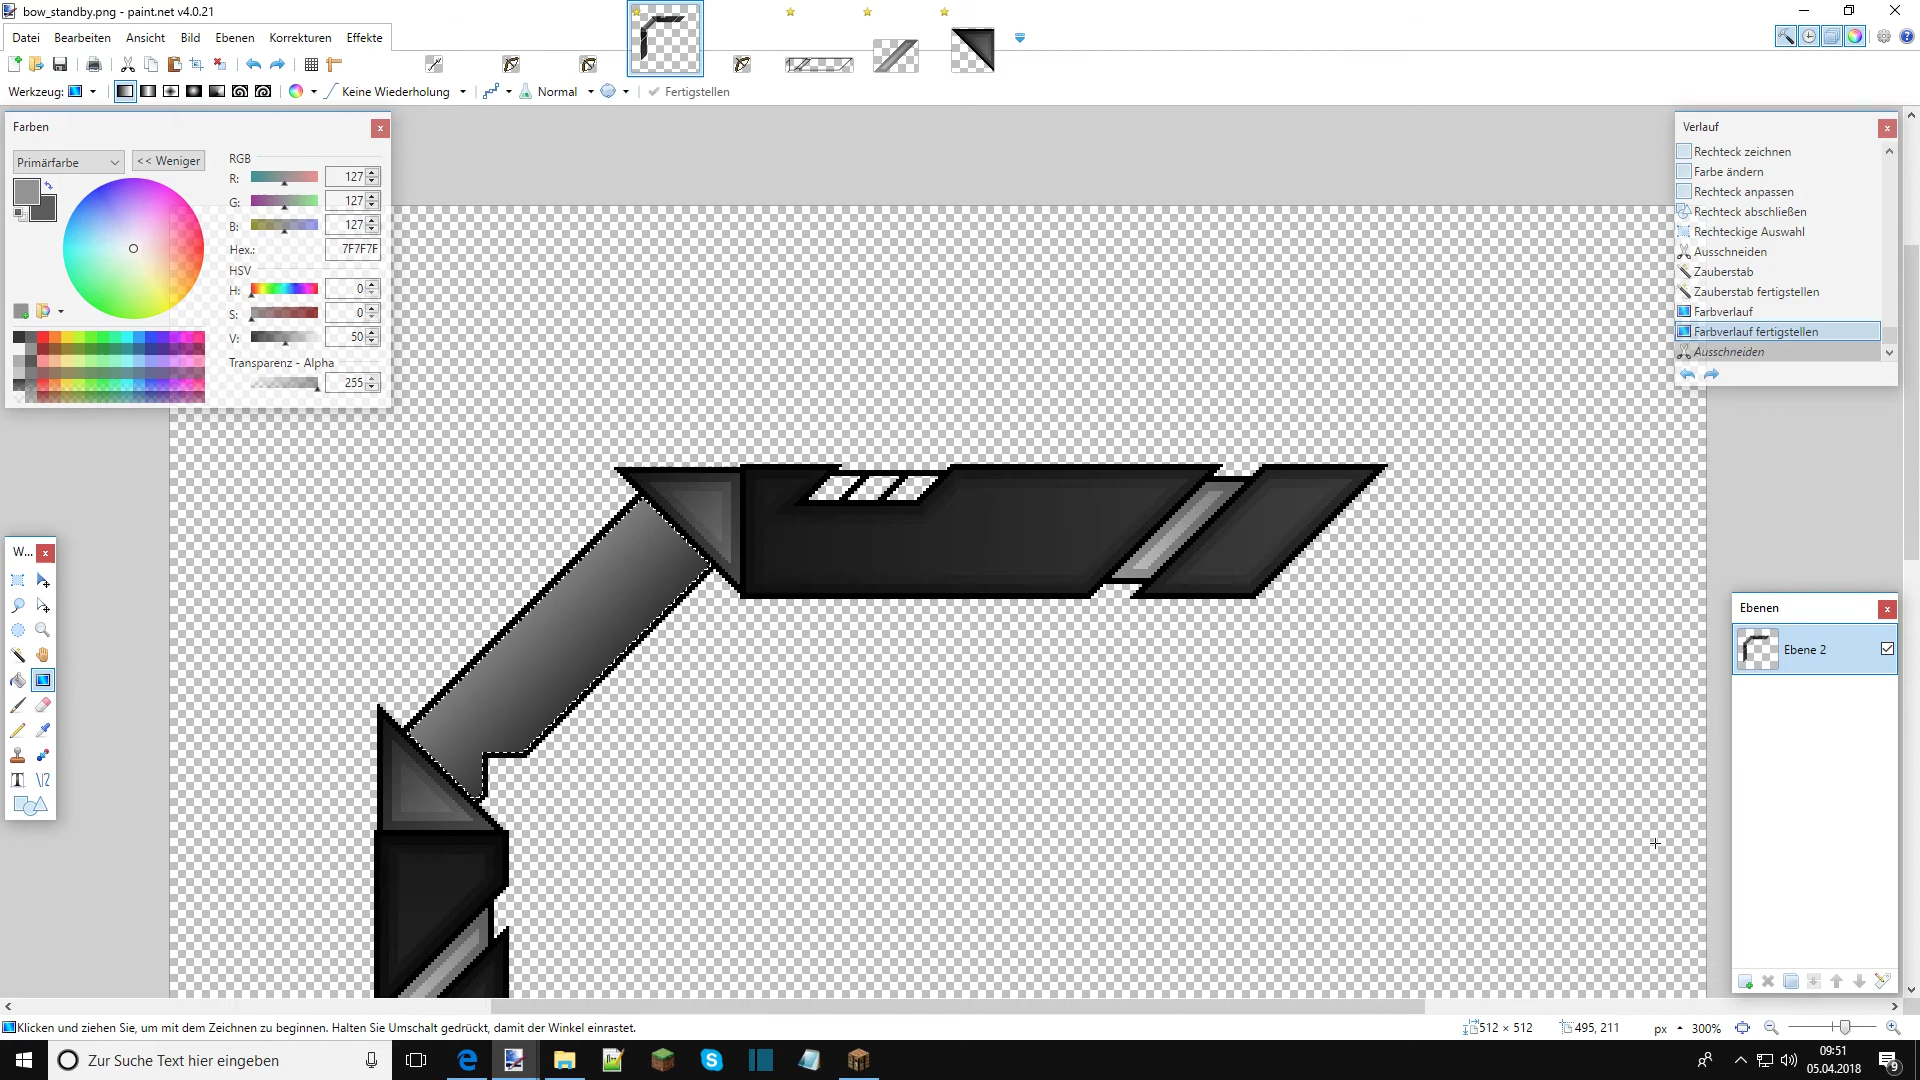 bow_standby.png - paint.net v4.0.21
Datei Bearbeiten Ansicht Bild Ebenen Korrekturen Effekte
Werkzeug: Keine Wiederholung Normal Fertigstellen
Farben
Primärfarbe << Weniger
RGB
R: 127
G: 127
B: 127
Hex.: 7F7F7F
HSV
H: 0
S: 0
V: 50
Transparenz - Alpha
255
W...
Verlauf
Rechteck zeichnen
Farbe ändern
Rechteck anpassen
Rechteck abschließen
Rechteckige Auswahl
Ausschneiden
Zauberstab
Zauberstab fertigstellen
Farbverlauf
Farbverlauf fertigstellen
Ausschneiden
Ebenen
Ebene 2
Klicken und ziehen Sie, um mit dem Zeichnen zu beginnen. Halten Sie Umschalt gedrückt, damit der Winkel einrastet.
512 × 512 495, 211 px 300%
Zur Suche Text hier eingeben
09:51
05.04.2018
9